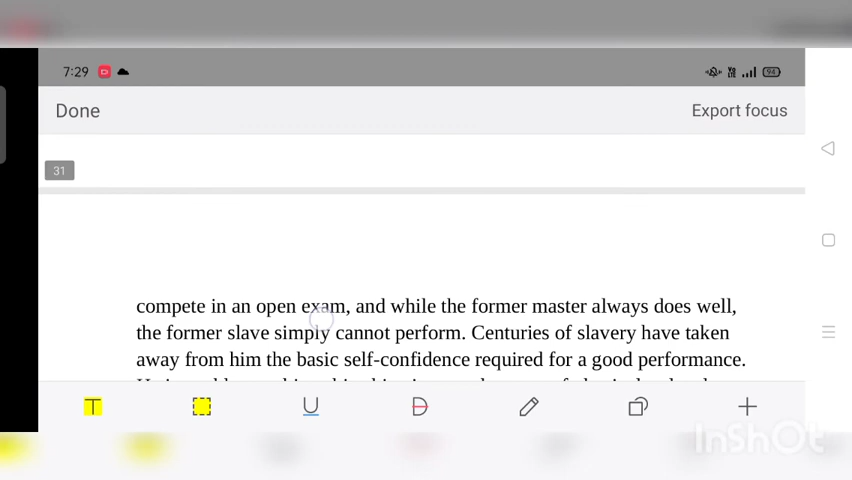 7:29
94
Done
Export focus
31
compete in an open exam, and while the former master always does well,
the former slave simply cannot perform. Centuries of slavery have taken
away from him the basic self-confidence required for a good performance.
T
U
D
InShOt